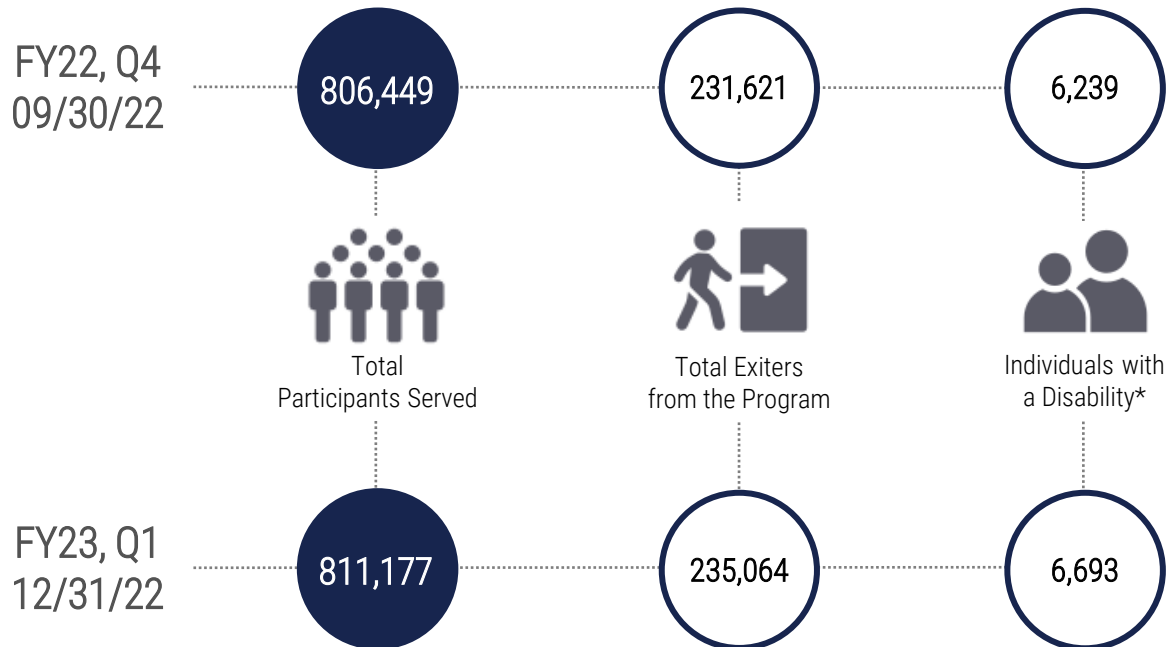 FY22, Q4
09/30/22
806,449
231,621
6,239
Total
Participants Served
Total Exiters
from the Program
Individuals with
a Disability*
FY23, Q1
12/31/22
811,177
235,064
6,693